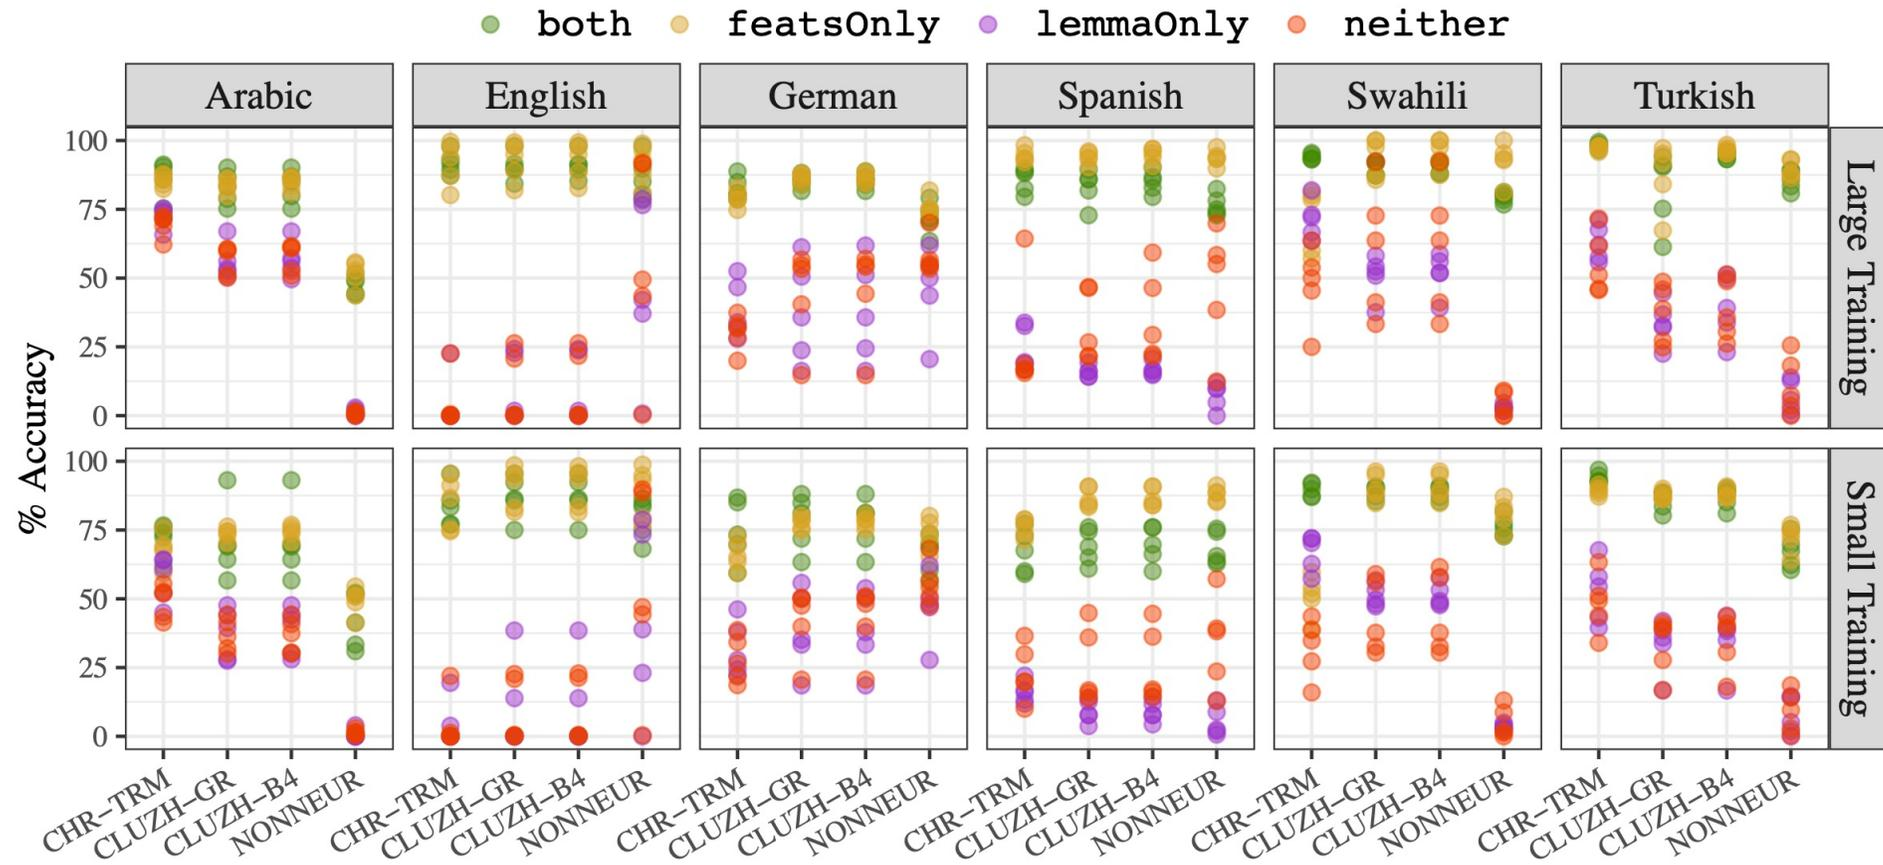 both featsOnly lemmaOnly neither
Arabic English German Spanish Swahili Turkish
% Accuracy
100
75
50
25
0
Large Training
100
75
50
25
0
Small Training
CHR−TRM CLUZH−GR CLUZH−B4 NONNEUR CHR−TRM CLUZH−GR CLUZH−B4 NONNEUR CHR−TRM CLUZH−GR CLUZH−B4 NONNEUR CHR−TRM CLUZH−GR CLUZH−B4 NONNEUR CHR−TRM CLUZH−GR CLUZH−B4 NONNEUR CHR−TRM CLUZH−GR CLUZH−B4 NONNEUR